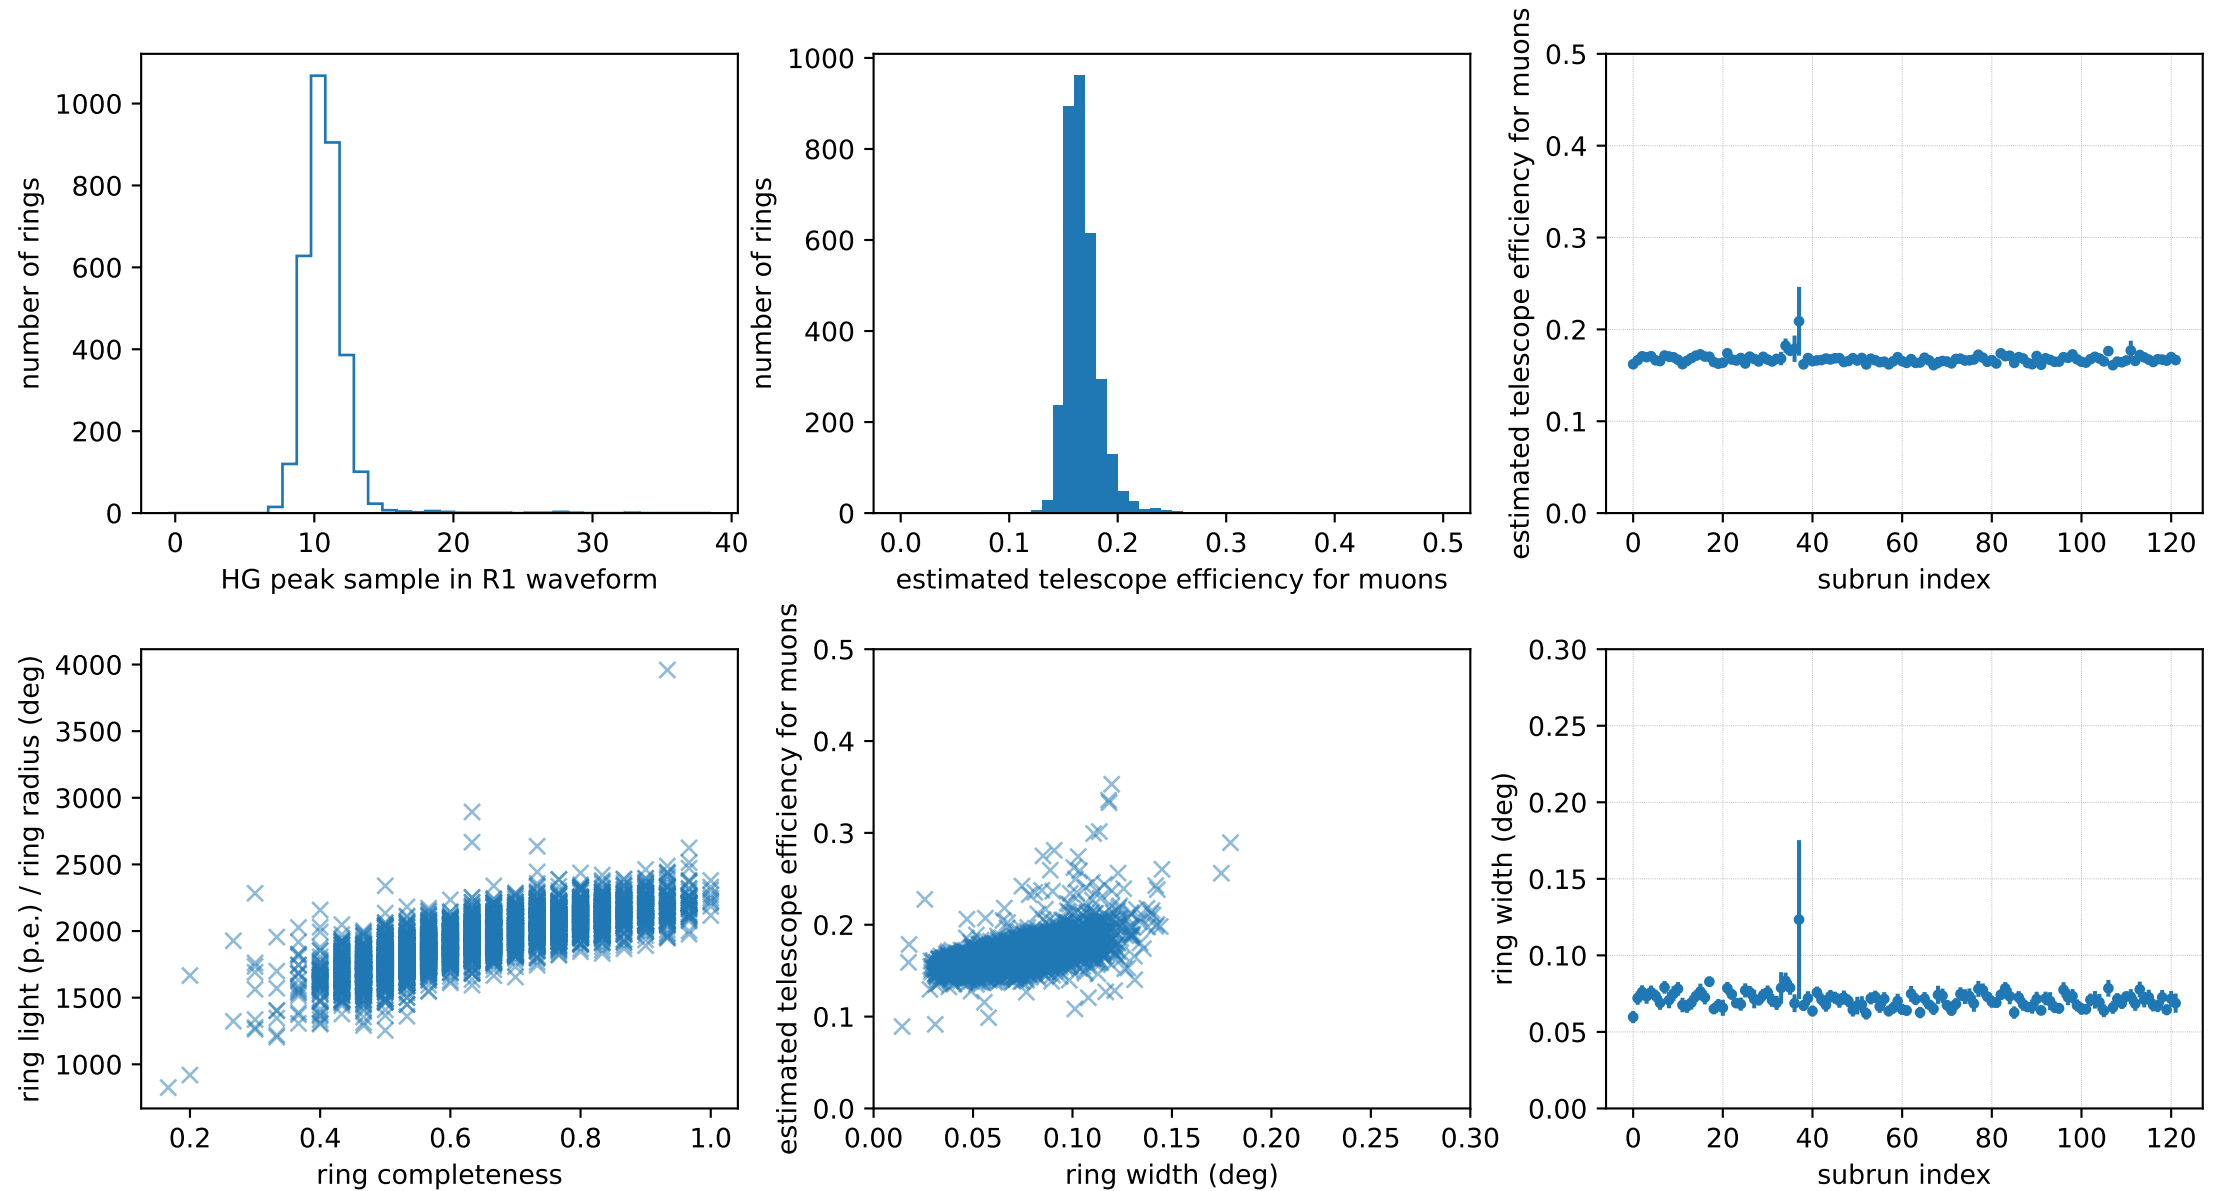 number of rings
1000
800
600
400
200
0
0 10 20 30 40
HG peak sample in R1 waveform
number of rings
1000
800
600
400
200
0
0.0 0.1 0.2 0.3 0.4 0.5
estimated telescope efficiency for muons
estimated telescope efficiency for muons
0.5
0.4
0.3
0.2
0.1
0.0
0 20 40 60 80 100 120
subrun index
ring light (p.e.) / ring radius (deg)
4000
3500
3000
2500
2000
1500
1000
0.2 0.4 0.6 0.8 1.0
ring completeness
estimated telescope efficiency for muons
0.5
0.4
0.3
0.2
0.1
0.0
0.00 0.05 0.10 0.15 0.20 0.25 0.30
ring width (deg)
ring width (deg)
0.30
0.25
0.20
0.15
0.10
0.05
0.00
0 20 40 60 80 100 120
subrun index